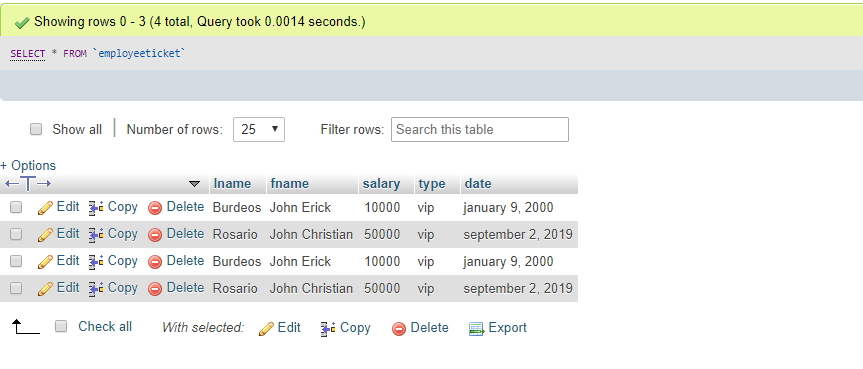 Showing rows 0 - 3 (4 total, Query took 0.0014 seconds.)
SELECT * FROM `employeeticket`
Show all Number of rows: 25 Filter rows: Search this table
+ Options
lname fname salary type date
Edit Copy Delete Burdeos John Erick 10000 vip january 9, 2000
Edit Copy Delete Rosario John Christian 50000 vip september 2, 2019
Edit Copy Delete Burdeos John Erick 10000 vip january 9, 2000
Edit Copy Delete Rosario John Christian 50000 vip september 2, 2019
Check all With selected: Edit Copy Delete Export